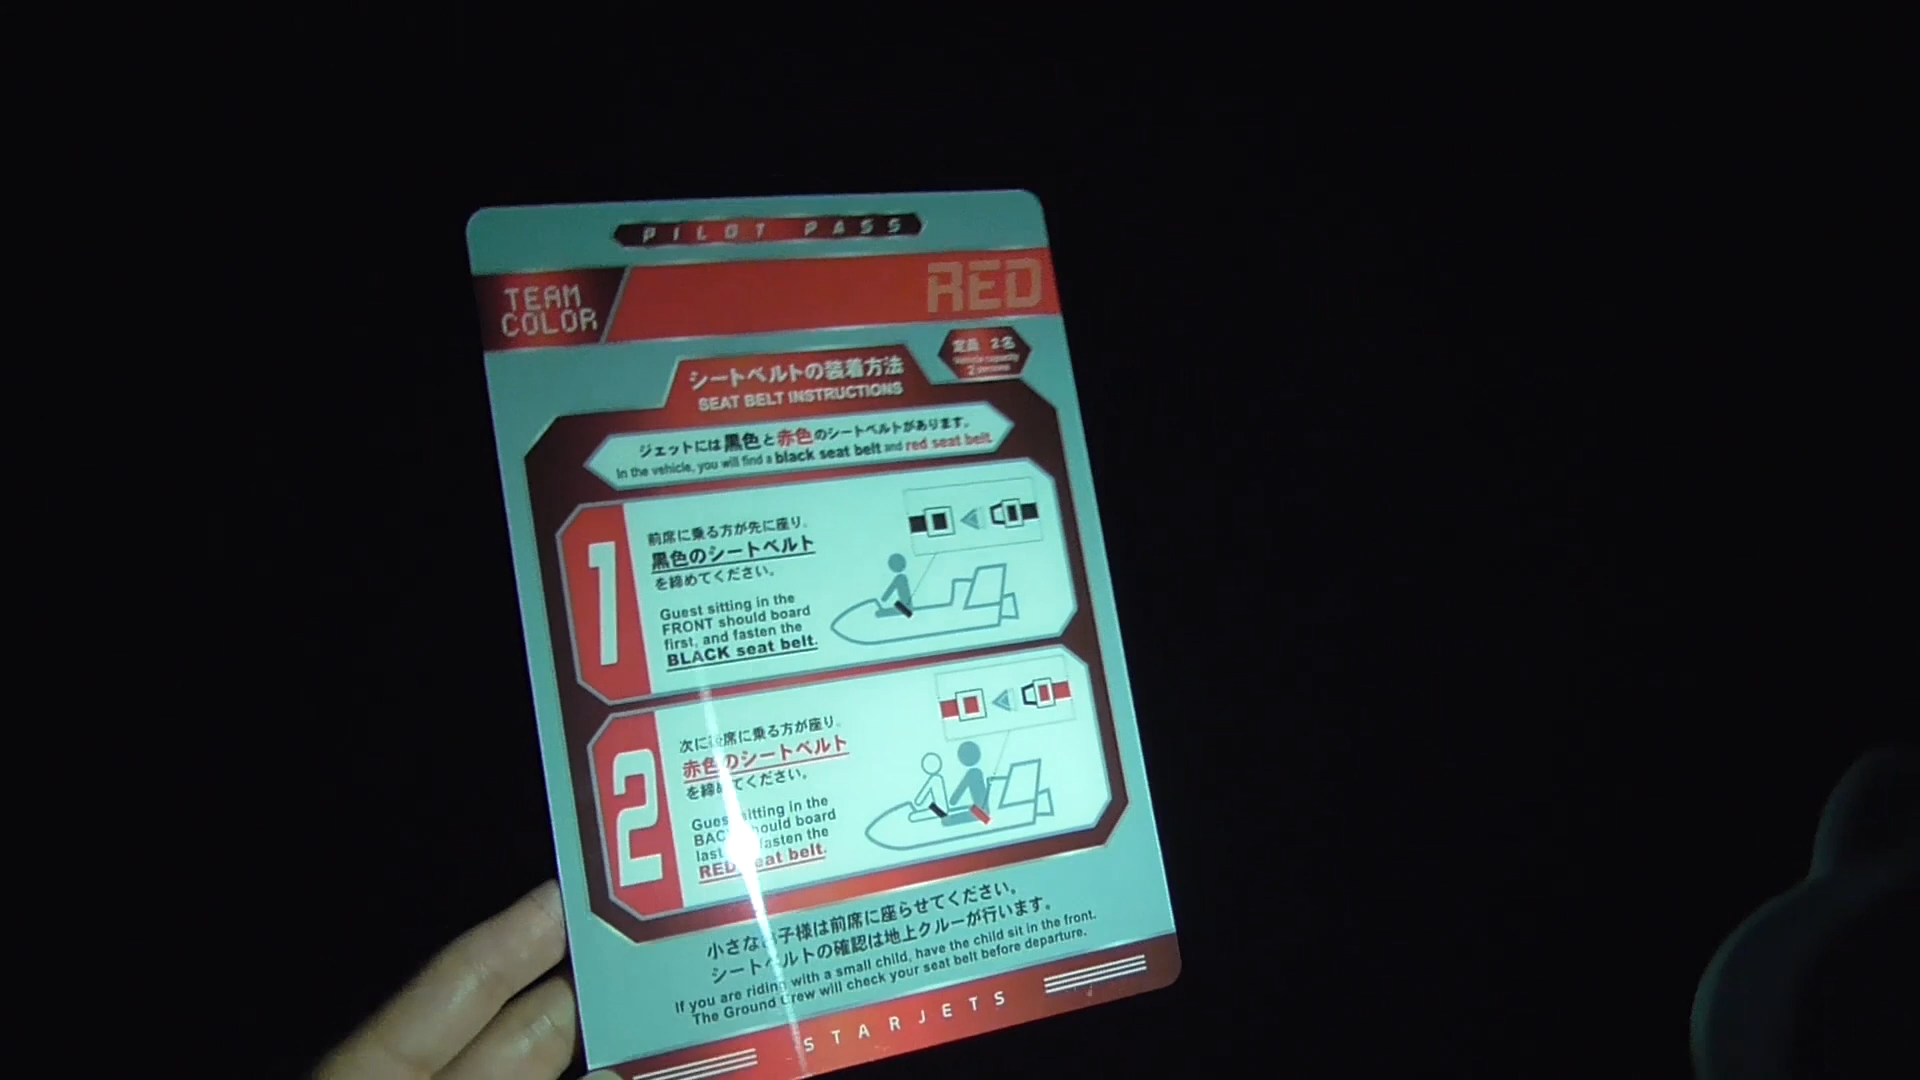 PILOT PASS
TEAM
COLOR
RED
定員 2名
Vehicle capacity
2 persons
シートベルトの装着方法
SEAT BELT INSTRUCTIONS
ジェットには黒色と赤色のシートベルトがあります。
In the vehicle, you will find a black seat belt and red seat belt.
1
前席に乗る方が先に座り。
黒色のシートベルト
を締めてください。
Guest sitting in the
FRONT should board
first, and fasten the
BLACK seat belt.
2
次に後席に乗る方が座り。
赤色のシートベルト
を締めてください。
Guest sitting in the
BACK should board
last, fasten the
RED seat belt.
小さなお子様は前席に座らせてください。
シートベルトの確認は地上クルーが行います。
If you are riding with a small child, have the child sit in the front.
The Ground Crew will check your seat belt before departure.
STARJETS